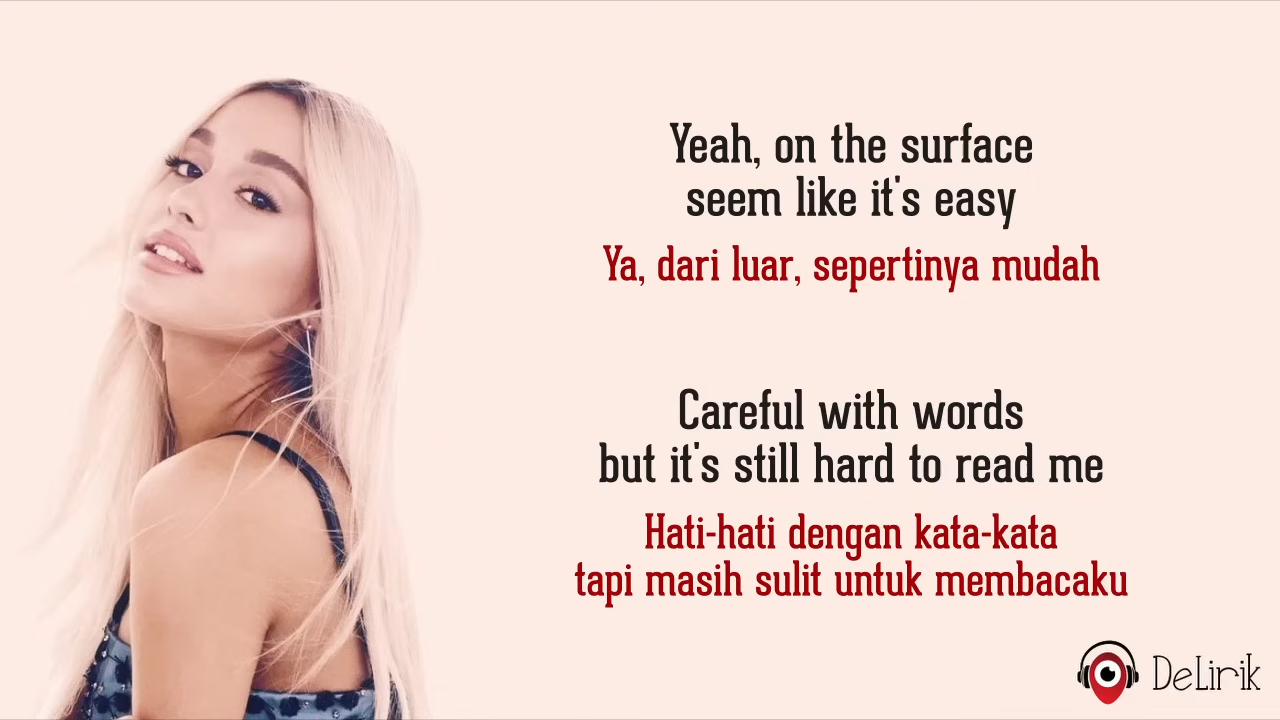 Yeah, on the surface
seem like it's easy
Ya, dari luar, sepertinya mudah
Careful with words
but it's still hard to read me
Hati-hati dengan kata-kata
tapi masih sulit untuk membacaku
DeLirik